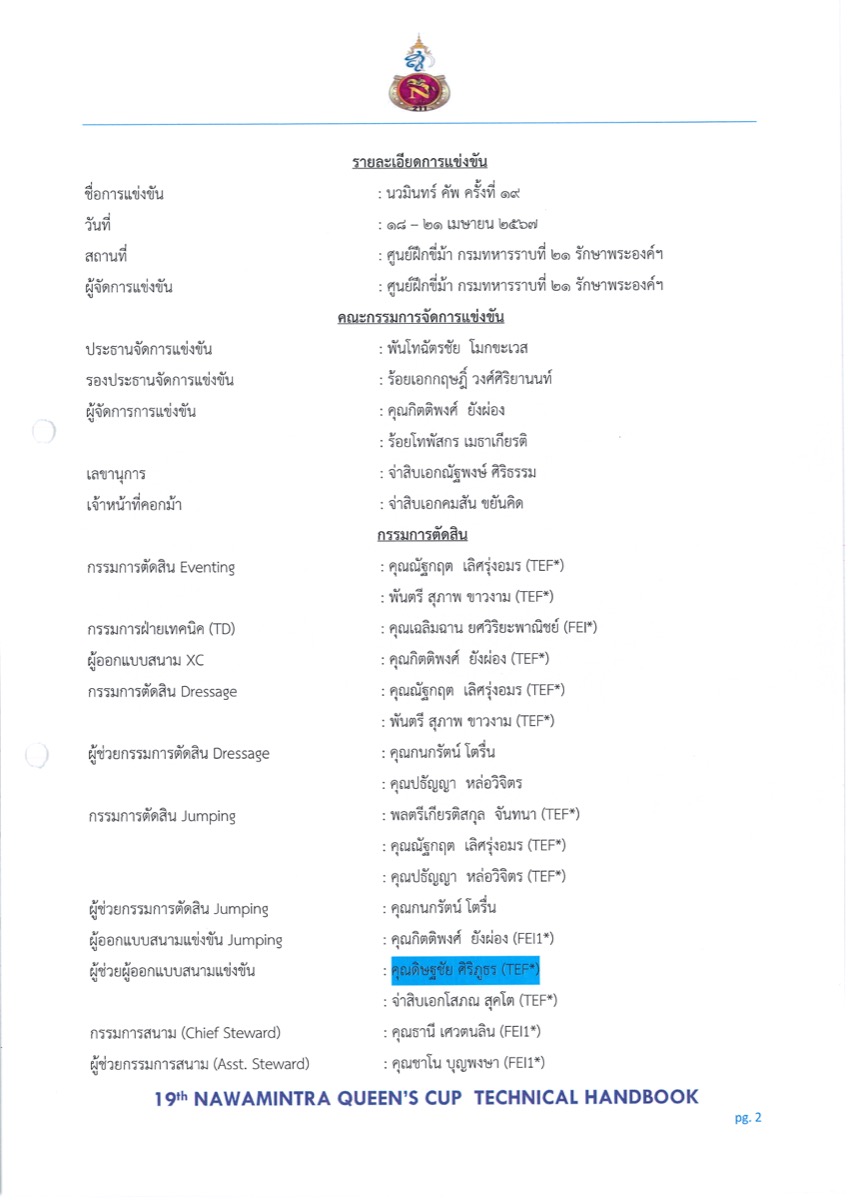 รายละเอียดการแข่งขัน
ชื่อการแข่งขัน : นวมินทร์ คัพ ครั้งที่ ๑๙
วันที่ : ๑๘ – ๒๑ เมษายน ๒๕๖๗
สถานที่ : ศูนย์ฝึกขี่ม้า กรมทหารราบที่ ๒๑ รักษาพระองค์ฯ
ผู้จัดการแข่งขัน : ศูนย์ฝึกขี่ม้า กรมทหารราบที่ ๒๑ รักษาพระองค์ฯ
คณะกรรมการจัดการแข่งขัน
ประธานจัดการแข่งขัน : พันโทฉัตรชัย โมกขะเวส
รองประธานจัดการแข่งขัน : ร้อยเอกกฤษฎิ์ วงศ์ศิริยานนท์
ผู้จัดการการแข่งขัน : คุณกิตติพงศ์ ยังผ่อง
: ร้อยโทพัสกร เมธาเกียรติ
เลขานุการ : จ่าสิบเอกณัฐพงษ์ ศิริธรรม
เจ้าหน้าที่คอกม้า : จ่าสิบเอกคมสัน ขยันคิด
กรรมการตัดสิน
กรรมการตัดสิน Eventing : คุณณัฐกฤต เลิศรุ่งอมร (TEF*)
: พันตรี สุภาพ ขาวงาม (TEF*)
กรรมการฝ่ายเทคนิค (TD) : คุณเฉลิมฉาน ยศวิริยะพาณิชย์ (FEI*)
ผู้ออกแบบสนาม XC : คุณกิตติพงศ์ ยังผ่อง (TEF*)
กรรมการตัดสิน Dressage : คุณณัฐกฤต เลิศรุ่งอมร (TEF*)
: พันตรี สุภาพ ขาวงาม (TEF*)
ผู้ช่วยกรรมการตัดสิน Dressage : คุณกนกรัตน์ โตรื่น
: คุณปธัญญา หล่อวิจิตร
กรรมการตัดสิน Jumping : พลตรีเกียรติสกุล จันทนา (TEF*)
: คุณณัฐกฤต เลิศรุ่งอมร (TEF*)
: คุณปธัญญา หล่อวิจิตร (TEF*)
ผู้ช่วยกรรมการตัดสิน Jumping : คุณกนกรัตน์ โตรื่น
ผู้ออกแบบสนามแข่งขัน Jumping : คุณกิตติพงศ์ ยังผ่อง (FEI1*)
ผู้ช่วยผู้ออกแบบสนามแข่งขัน : คุณดิษฐชัย ศิริภูธร (TEF*)
: จ่าสิบเอกโสภณ สุคโต (TEF*)
กรรมการสนาม (Chief Steward) : คุณธานี เศวตนลิน (FEI1*)
ผู้ช่วยกรรมการสนาม (Asst. Steward) : คุณชาโน บุญพงษา (FEI1*)
19th NAWAMINTRA QUEEN'S CUP TECHNICAL HANDBOOK
pg. 2